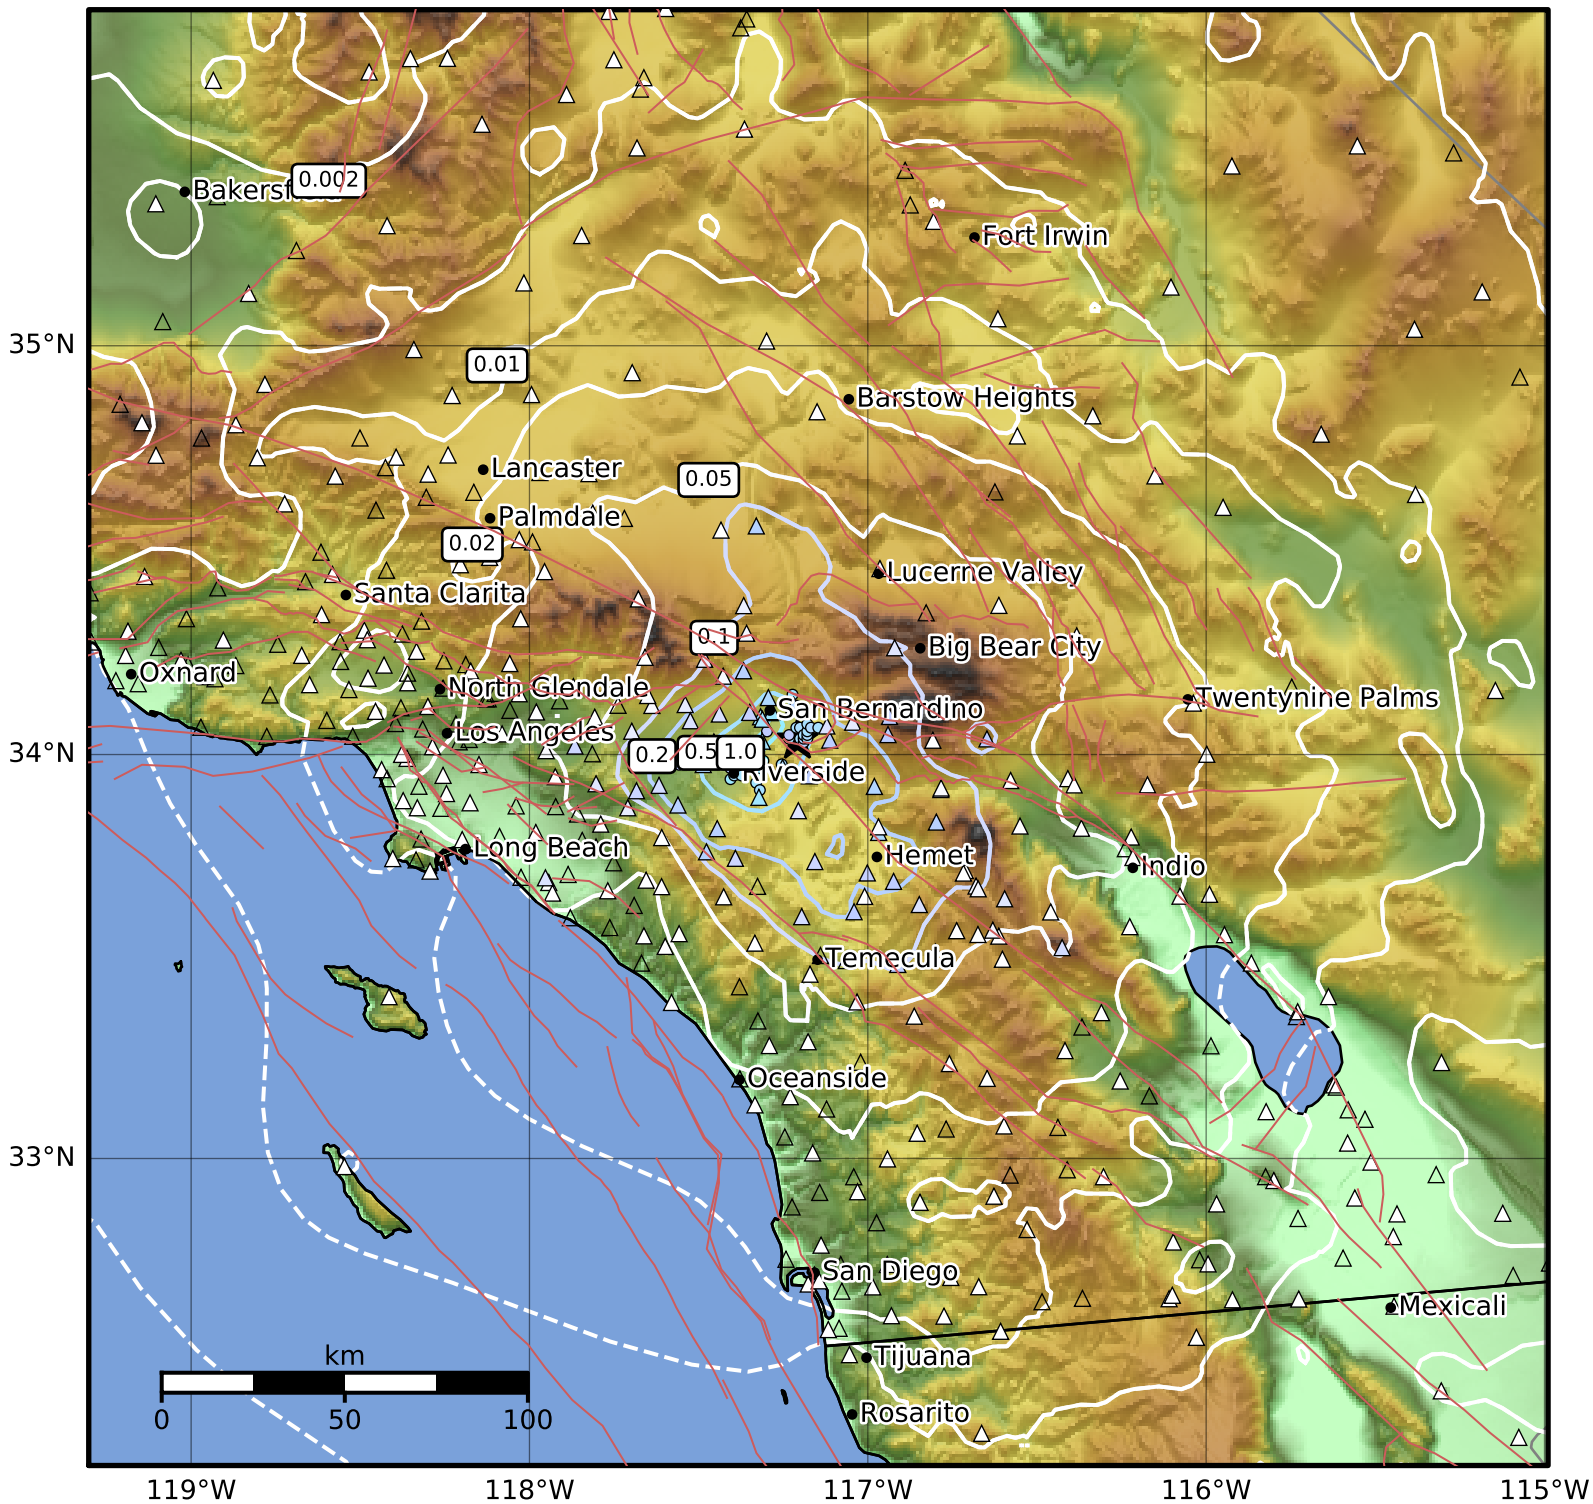 Bakersf
0.002
Fort Irwin
35°N
0.01
Barstow Heights
Lancaster
0.05
Palmdale
0.02
Lucerne Valley
Santa Clarita
0.1
Big Bear City
Oxnard
North Glendale
Twentynine Palms
San Bernardino
Los Angeles
34°N
0.2
0.5
1.0
Riverside
Long Beach
Hemet
Indio
Temecula
Oceanside
33°N
San Diego
Mexicali
km
Tijuana
0 50 100
Rosarito
119°W 118°W 117°W 116°W 115°W